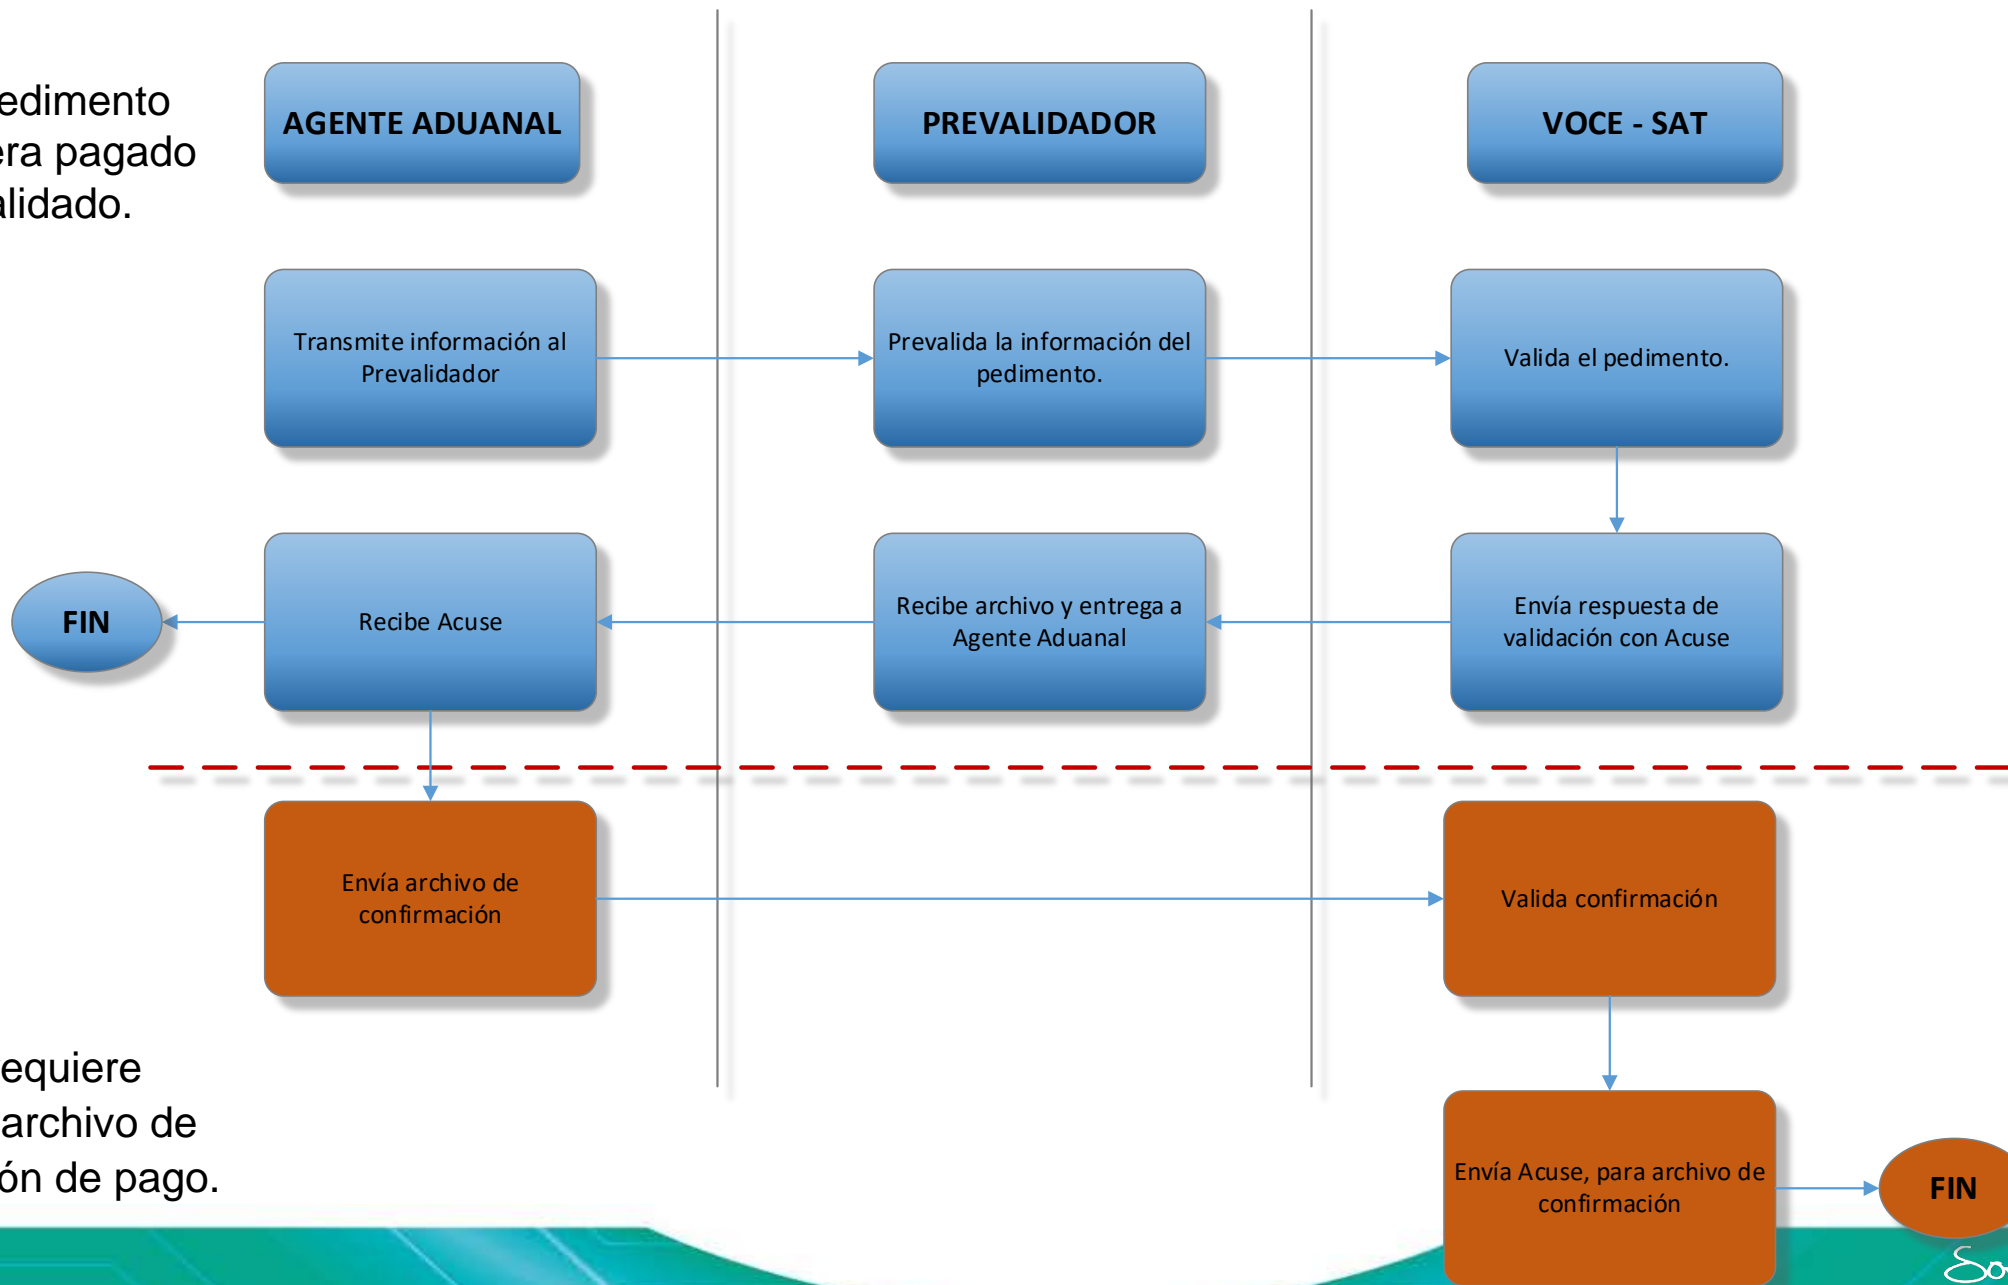 edimento
era pagado
alidado.
AGENTE ADUANAL
PREVALIDADOR
VOCE - SAT
Transmite información al
Prevalidador
Prevalida la información del
pedimento.
Valida el pedimento.
FIN
Recibe Acuse
Recibe archivo y entrega a
Agente Aduanal
Envía respuesta de
validación con Acuse
Envía archivo de
confirmación
Valida confirmación
equiere
archivo de
ón de pago.
Envía Acuse, para archivo de
confirmación
FIN